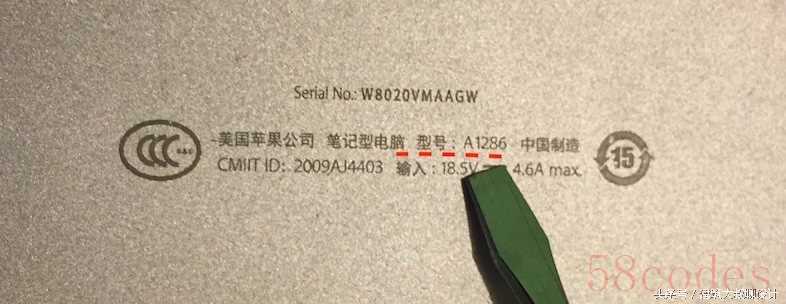 Serial No.: W8020VMAAGW
美国苹果公司 笔记型电脑 型号：A1286 中国制造
CMIIT ID: 2009AJ4403 输入：18.5V 4.6A max.
15
58codes